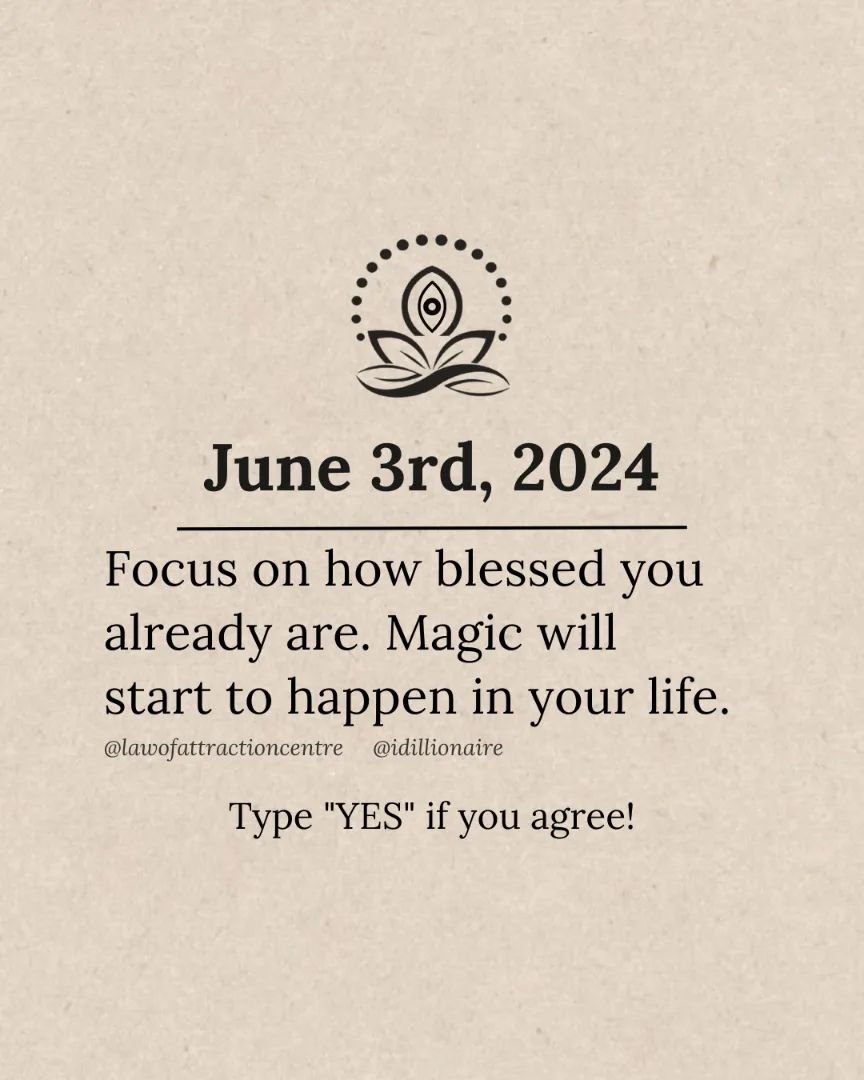 June 3rd, 2024
Focus on how blessed you
already are. Magic will
start to happen in your life.
@lawofattractioncentre @idillionaire
Type "YES" if you agree!